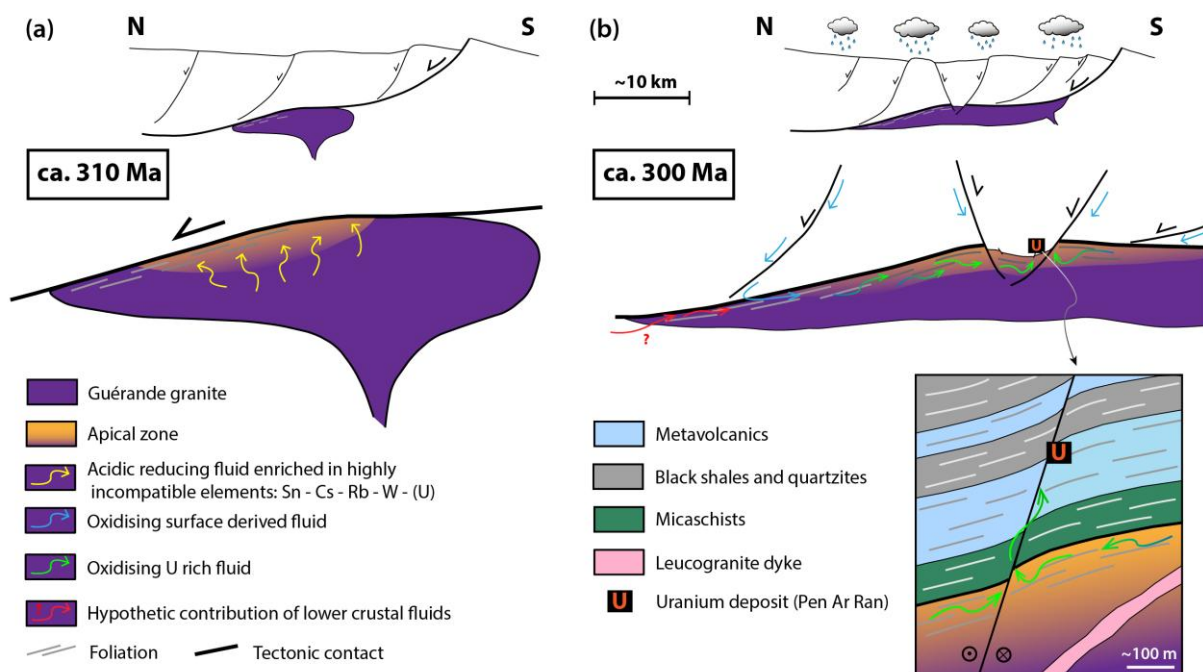 (a)
N
S
ca. 310 Ma
Guérande granite
Apical zone
Acidic reducing fluid enriched in highly
incompatible elements: Sn - Cs - Rb - W - (U)
Oxidising surface derived fluid
Oxidising U rich fluid
?
Hypothetic contribution of lower crustal fluids
Foliation
Tectonic contact
(b)
N
S
~10 km
ca. 300 Ma
U
?
Metavolcanics
Black shales and quartzites
Micaschists
Leucogranite dyke
U
Uranium deposit (Pen Ar Ran)
U
~100 m